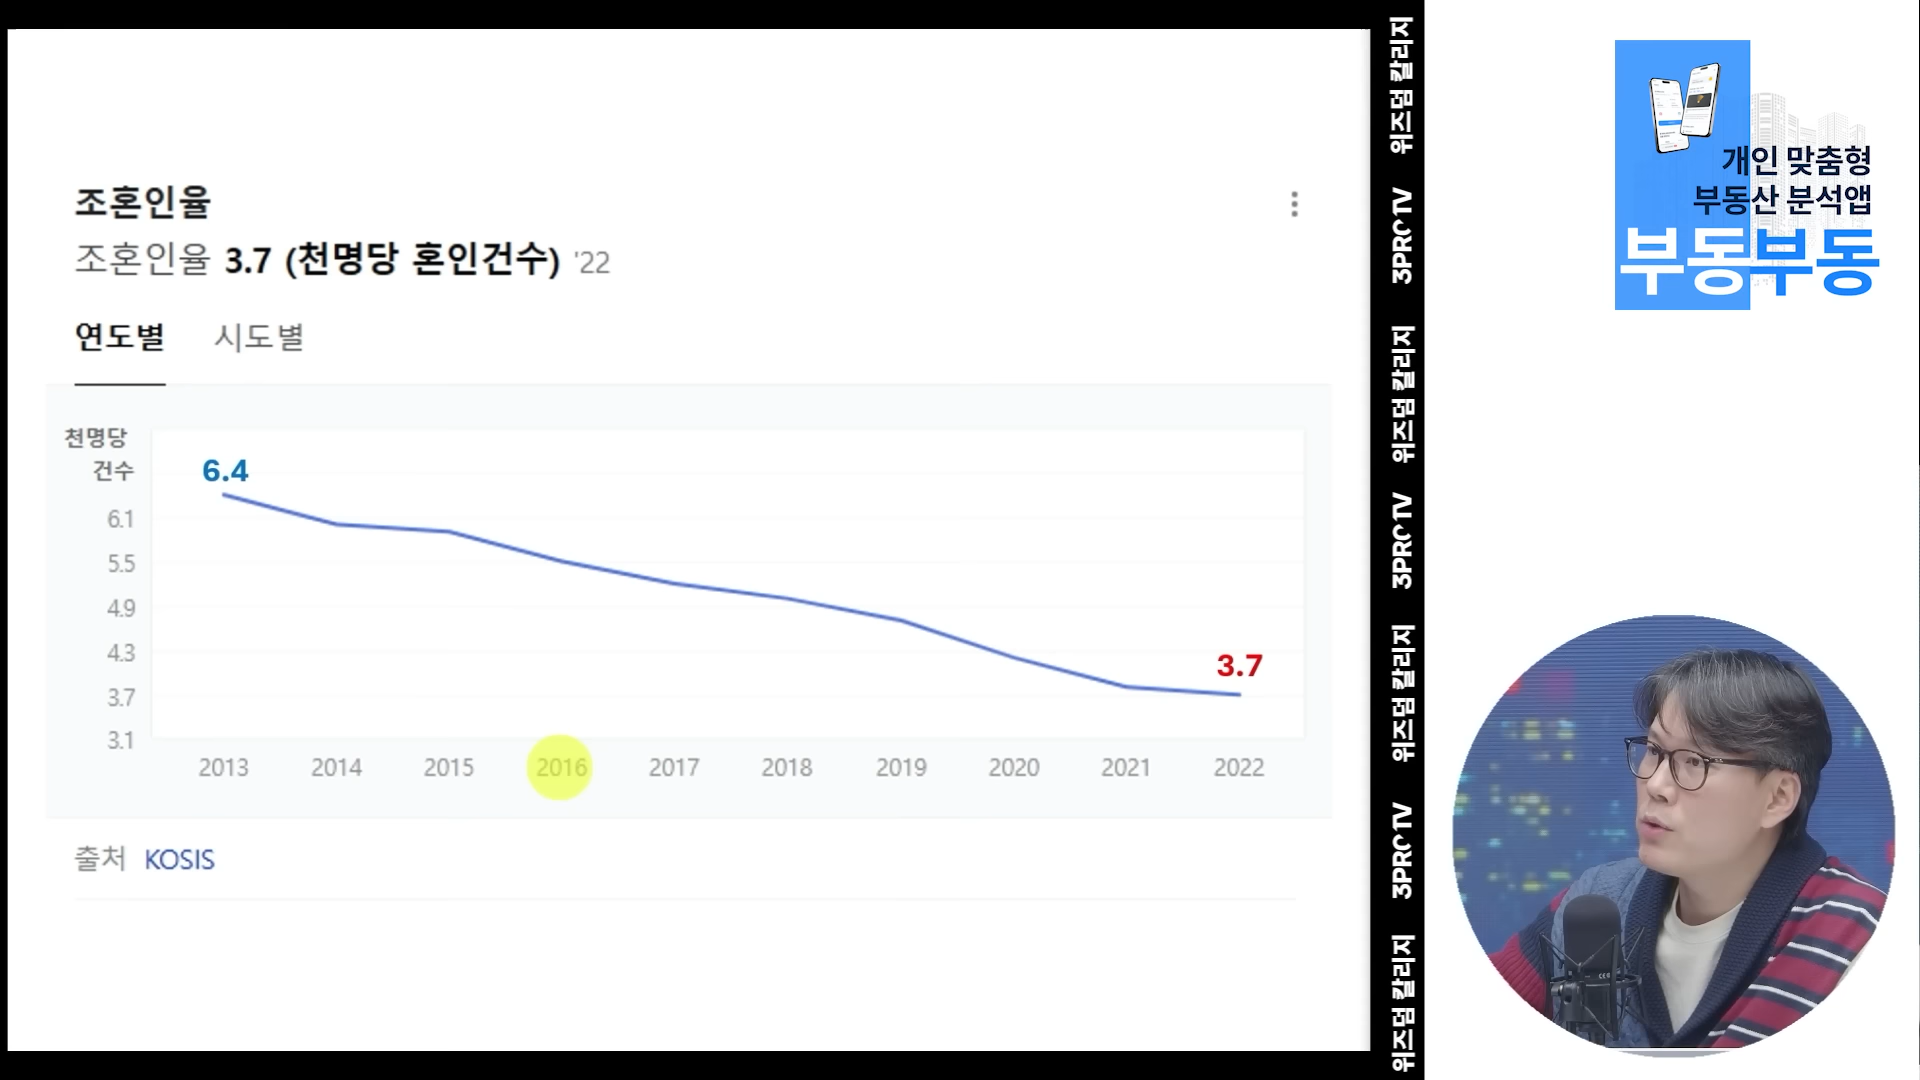 조혼인율
조혼인율 3.7 (천명당 혼인건수) '22
연도별 시도별
천명당
건수
6.4
6.1
5.5
4.9
4.3
3.7
3.7
3.1
2013 2014 2015 2016 2017 2018 2019 2020 2021 2022
출처 KOSIS
위즈덤 칼리지
3PROTV
위즈덤 칼리지
3PROTV
위즈덤 칼리지
3PROTV
위즈덤 칼리지
개인 맞춤형
부동산 분석앱
부동부동